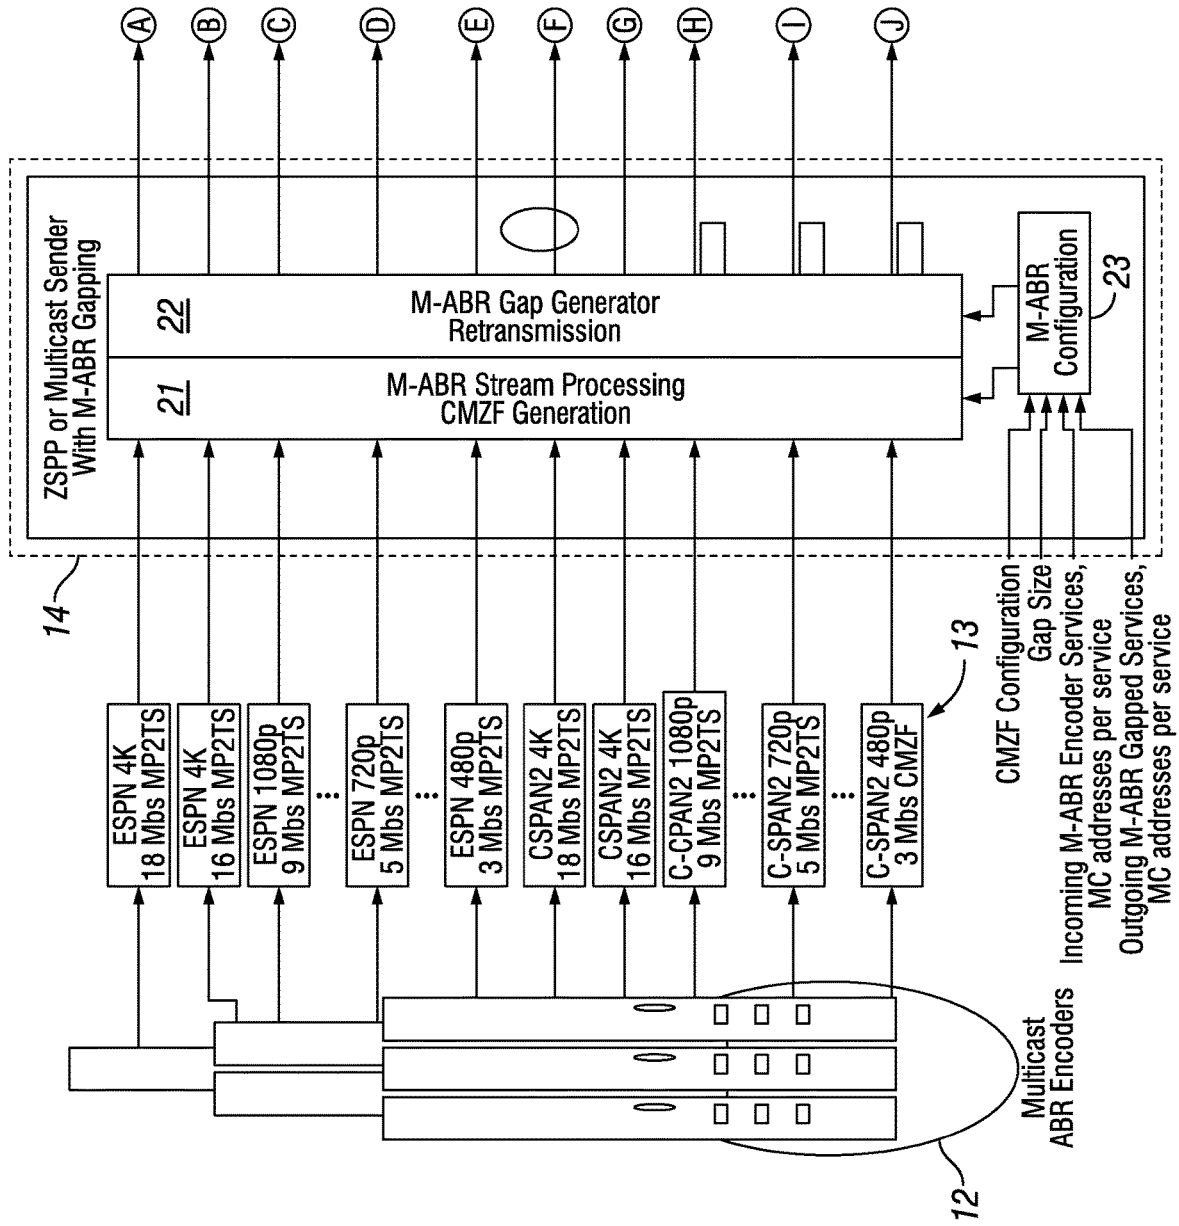 Ⓐ
Ⓑ
Ⓒ
Ⓓ
Ⓔ
Ⓕ
Ⓖ
Ⓗ
Ⓘ
Ⓙ
ZSPP or Multicast Sender
With M-ABR Gapping
22
M-ABR Gap Generator
Retransmission
21
M-ABR Stream Processing
CMZF Generation
M-ABR
Configuration
23
14
CMZF Configuration
Gap Size
Incoming M-ABR Encoder Services,
MC addresses per service
Outgoing M-ABR Gapped Services,
MC addresses per service
13
ESPN 4K
18 Mbs MP2TS
ESPN 4K
16 Mbs MP2TS
ESPN 1080p
9 Mbs MP2TS
•••
ESPN 720p
5 Mbs MP2TS
•••
ESPN 480p
3 Mbs MP2TS
CSPAN2 4K
18 Mbs MP2TS
CSPAN2 4K
16 Mbs MP2TS
C-CPAN2 1080p
9 Mbs MP2TS
•••
C-SPAN2 720p
5 Mbs MP2TS
•••
C-SPAN2 480p
3 Mbs CMZF
Multicast
ABR Encoders
12